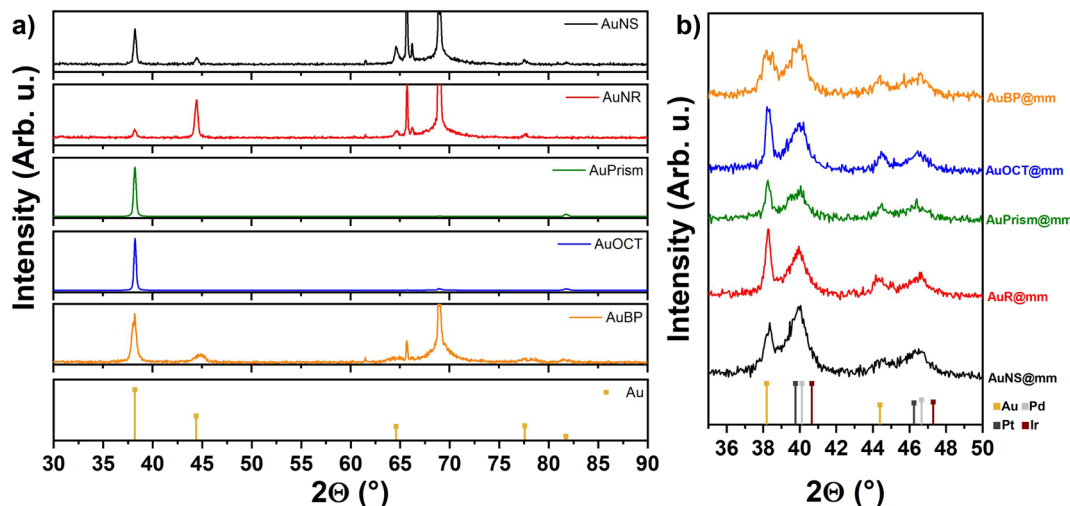 a)
Intensity (Arb. u.)
AuNS
AuNR
AuPrism
AuOCT
AuBP
Au
30 35 40 45 50 55 60 65 70 75 80 85 90
2Θ (°)
b)
Intensity (Arb. u.)
AuBP@mm
AuOCT@mm
AuPrism@mm
AuR@mm
AuNS@mm
Au Pd
Pt Ir
36 38 40 42 44 46 48 50
2Θ (°)